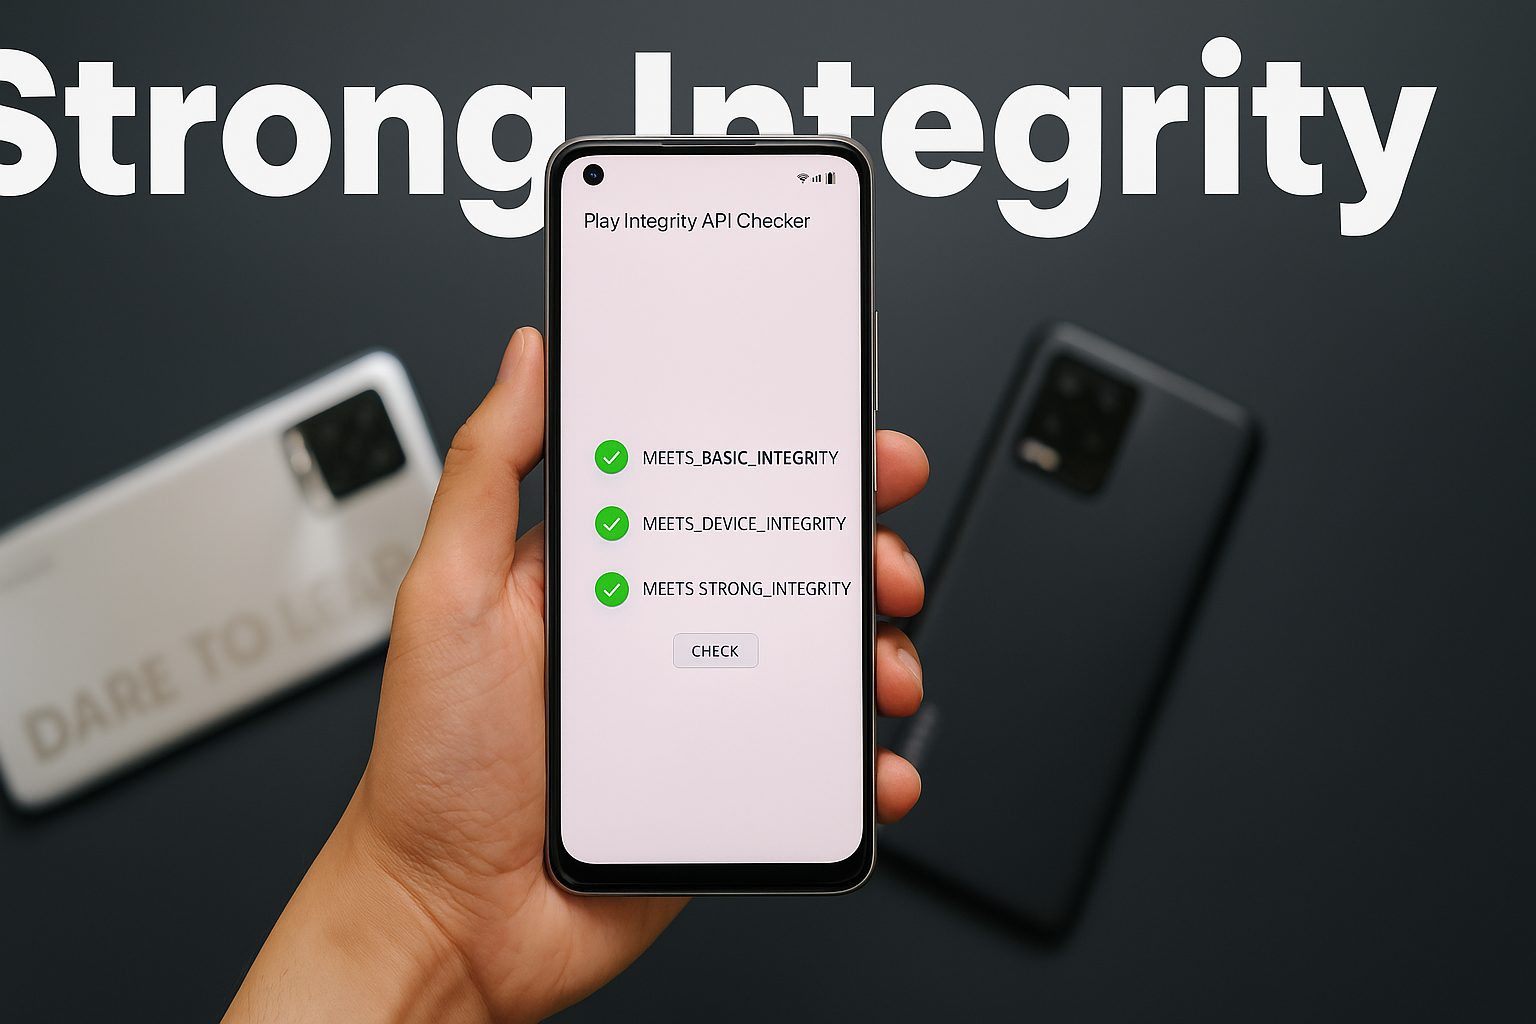 Strong Integrity
Play Integrity API Checker
MEETS_BASIC_INTEGRITY
MEETS_DEVICE_INTEGRITY
MEETS STRONG_INTEGRITY
CHECK
DARE TO LEAP